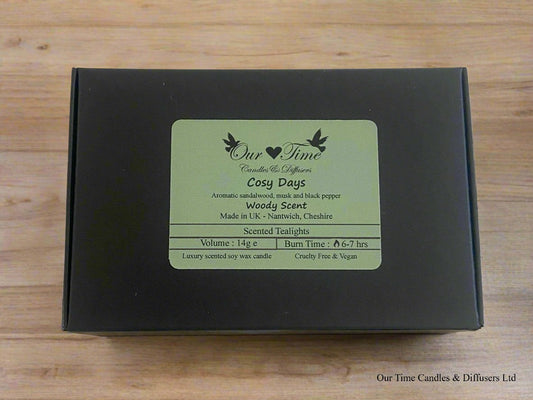 Our Time
Candles & Diffusers
Cosy Days
Aromatic sandalwood, musk and black pepper
Woody Scent
Made in UK - Nantwich, Cheshire
Scented Tealights
Volume : 14g e Burn Time : 6-7 hrs
Luxury scented soy wax candle Cruelty Free & Vegan
Our Time Candles & Diffusers Ltd